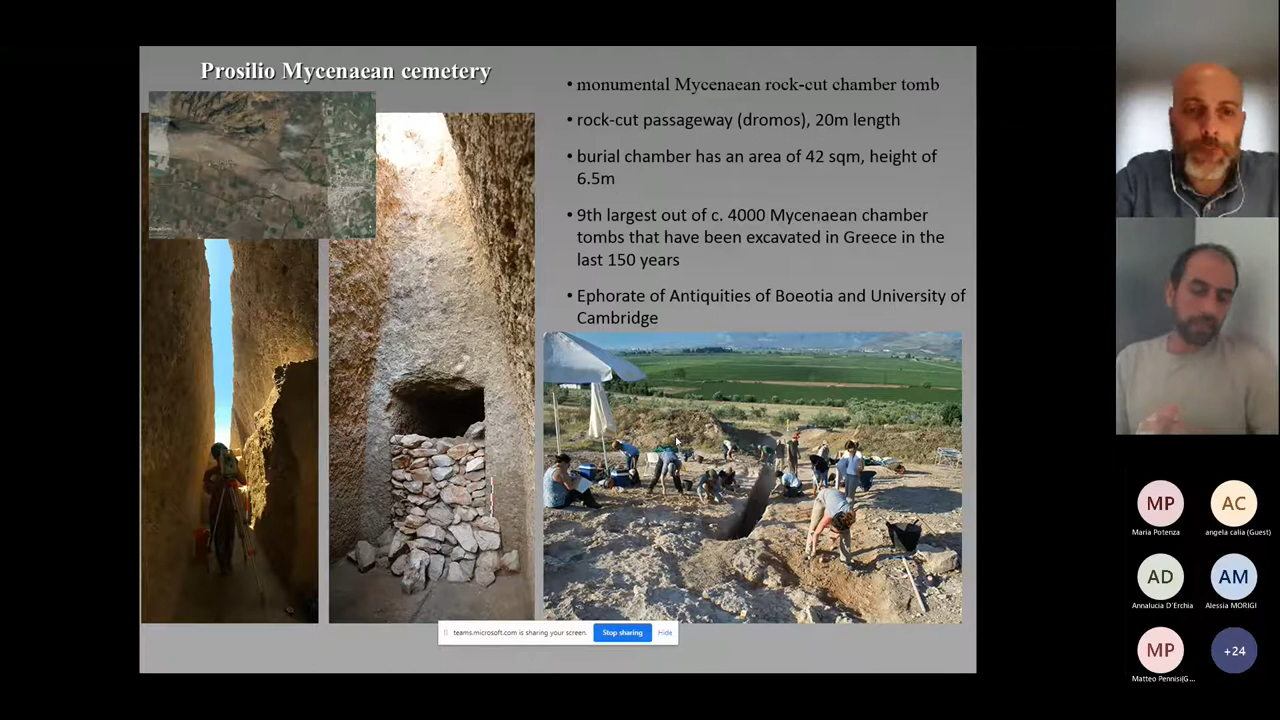 Prosilio Mycenaean cemetery
• monumental Mycenaean rock-cut chamber tomb
• rock-cut passageway (dromos), 20m length
• burial chamber has an area of 42 sqm, height of
6.5m
• 9th largest out of c. 4000 Mycenaean chamber
tombs that have been excavated in Greece in the
last 150 years
• Ephorate of Antiquities of Boeotia and University of
Cambridge
teams.microsoft.com is sharing your screen.
Stop sharing
Hide
MP
AC
Maria Potenza
angela calia (Guest)
AD
AM
Annalucia D'Erchia
Alessia MORIGI
MP
+24
Matteo Pennisi(G...